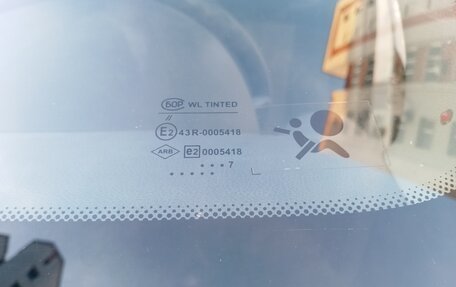 БОР WL TINTED
E2 43R-0005418
ARB e2 0005418
7